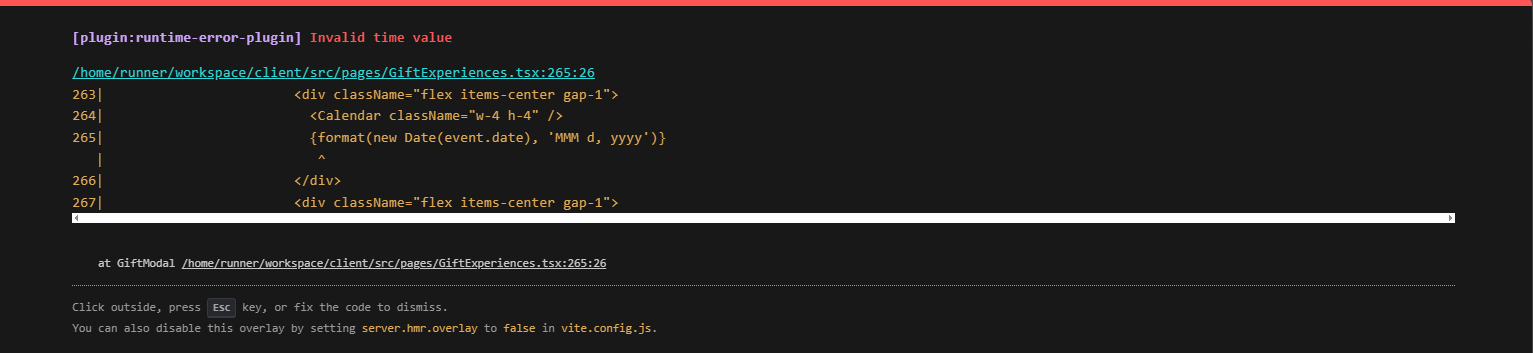 [plugin:runtime-error-plugin] Invalid time value
/home/runner/workspace/client/src/pages/GiftExperiences.tsx:265:26
263|                        <div className="flex items-center gap-1">
264|                          <Calendar className="w-4 h-4" />
265|                          {format(new Date(event.date), 'MMM d, yyyy')}
   |                           ^
266|                        </div>
267|                        <div className="flex items-center gap-1">
at GiftModal /home/runner/workspace/client/src/pages/GiftExperiences.tsx:265:26
Click outside, press Esc key, or fix the code to dismiss.
You can also disable this overlay by setting server.hmr.overlay to false in vite.config.js.